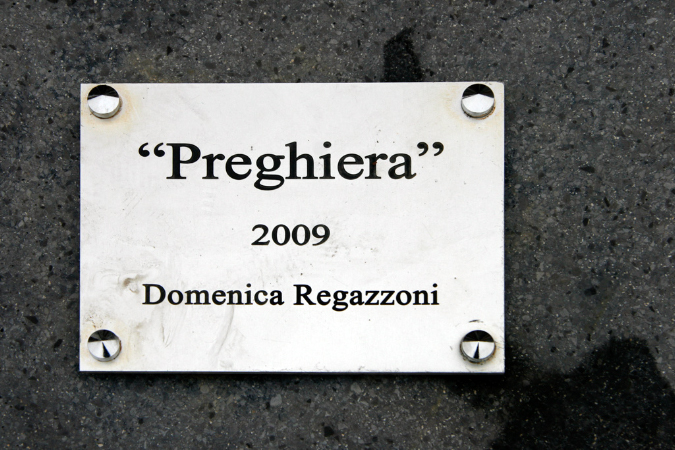 “Preghiera”
2009
Domenica Regazzoni